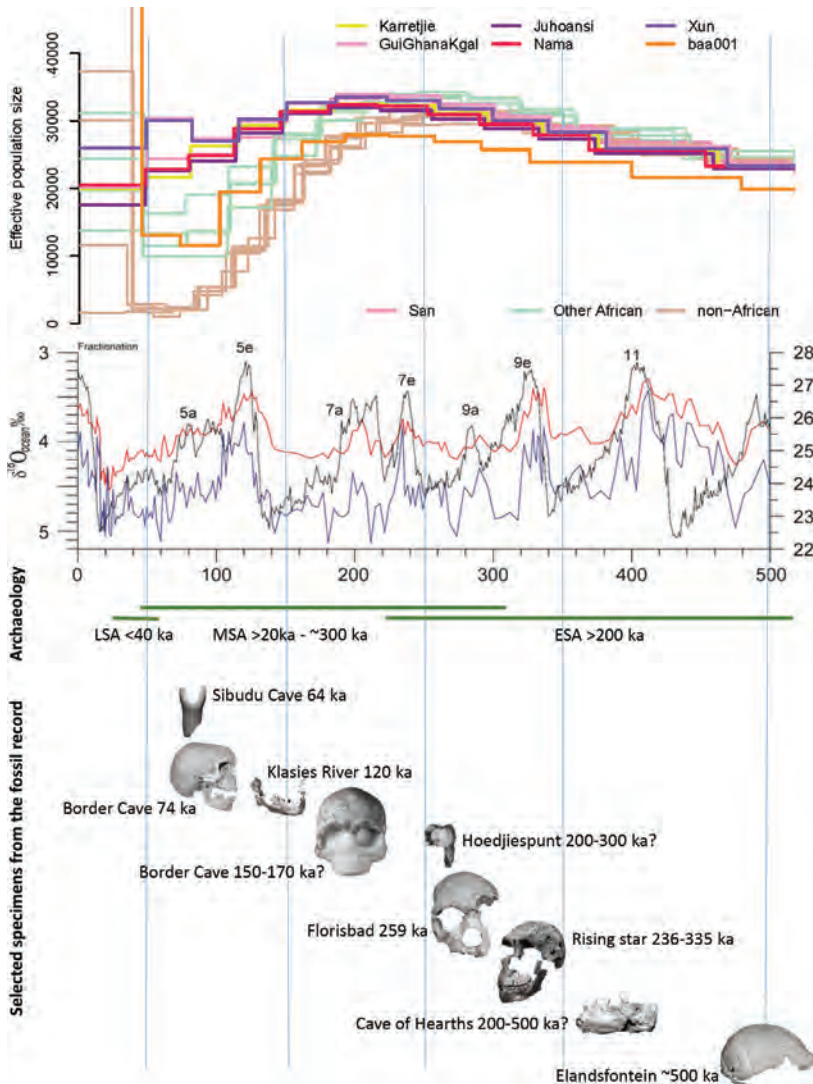 Karretjie Juhoansi Xun
GuiGhanaKgal Nama baa001
Effective population size
40000
30000
20000
10000
0
San Other African non-African
Fractionation
δ¹⁸Oocean‰
3
4
5
5a
5e
7a
7e
9a
9e
11
28
27
26
25
24
23
22
0 100 200 300 400 500
Archaeology
LSA <40 ka MSA >20ka - ~300 ka ESA >200 ka
Selected specimens from the fossil record
Sibudu Cave 64 ka
Klasies River 120 ka
Border Cave 74 ka
Hoedjiespunt 200-300 ka?
Border Cave 150-170 ka?
Florisbad 259 ka
Rising star 236-335 ka
Cave of Hearths 200-500 ka?
Elandsfontein ~500 ka